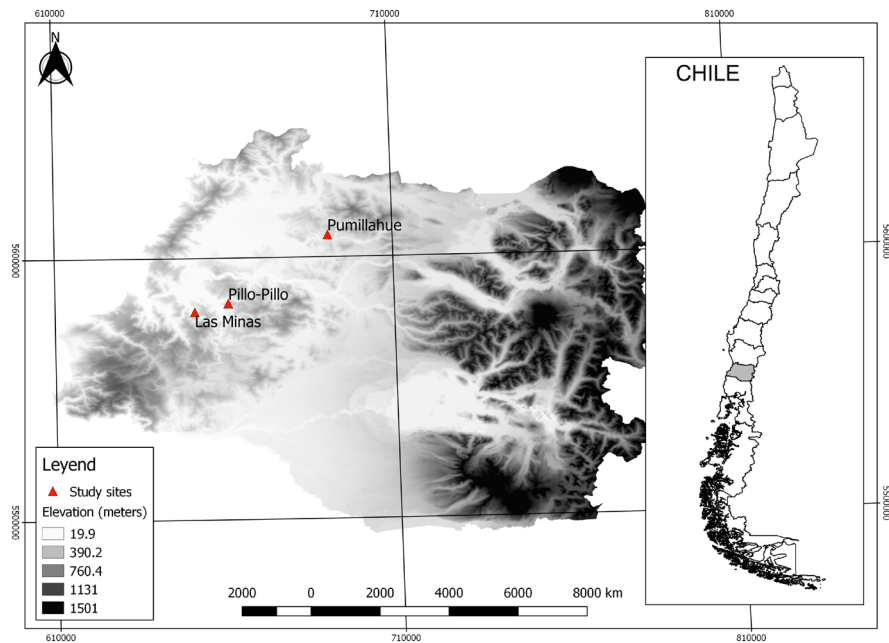 610000
710000
810000
N
CHILE
Pumillahue
5600000
5600000
Pillo-Pillo
Las Minas
Leyend
Study sites
Elevation (meters)
19.9
390.2
760.4
1131
1501
5500000
5500000
2000 0 2000 4000 6000 8000 km
610000
710000
810000